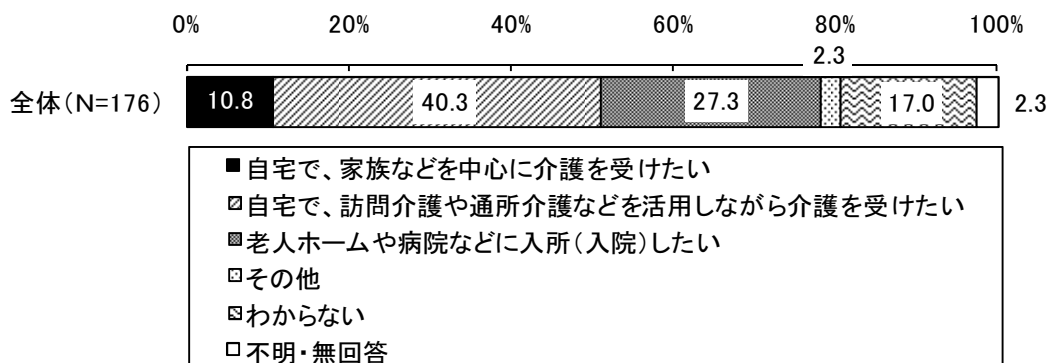 0% 20% 40% 60% 80% 100%
2.3
全体(N=176) 10.8 40.3 27.3 17.0 2.3
自宅で、家族などを中心に介護を受けたい
自宅で、訪問介護や通所介護などを活用しながら介護を受けたい
老人ホームや病院などに入所(入院)したい
その他
わからない
不明・無回答